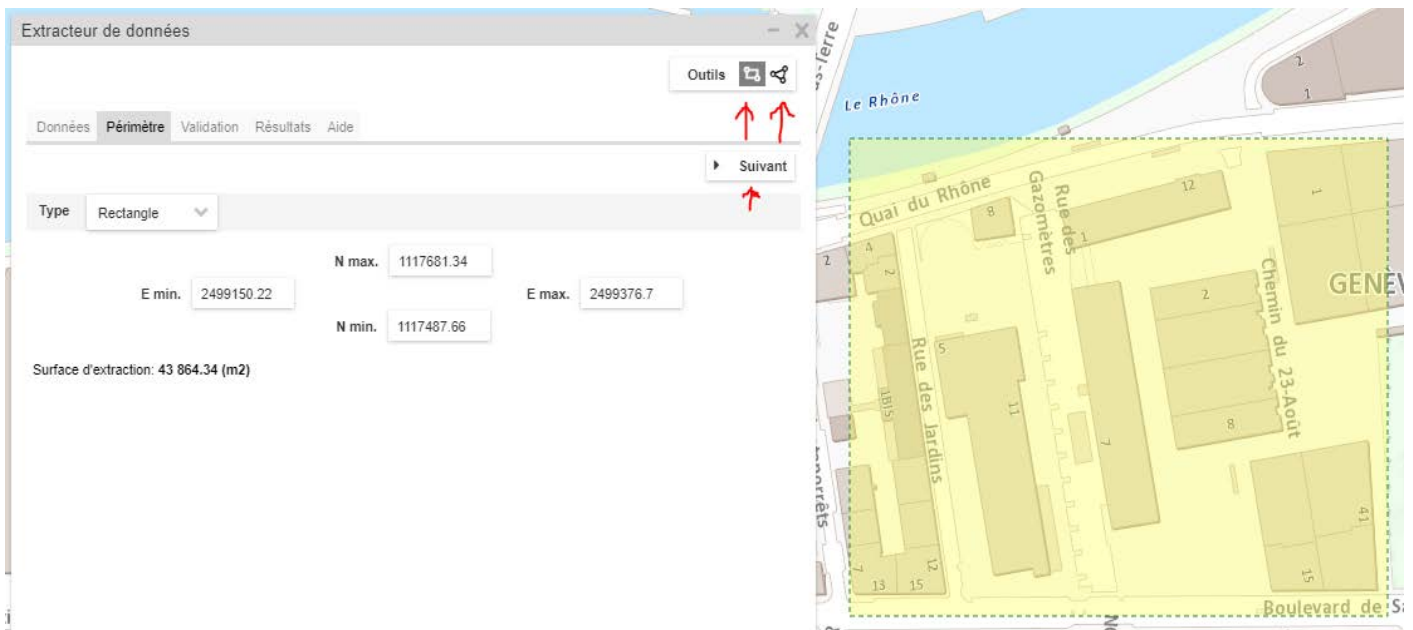 Extracteur de données
Outils
Données Périmètre Validation Résultats Aide
Suivant
Type Rectangle
N max. 1117681.34
E min. 2499150.22 E max. 2499376.7
N min. 1117487.66
Surface d'extraction: 43 864.34 (m2)
Le Rhône
2
1
Quai du Rhône
Rue des
Gazomètres
8
12
1
1
4
2
2
Chemin du 23-Août
2
GENEV
Rue des Jardins
5
1BIS
11
7
8
41
7
13
15
12
15
Boulevard de Sa